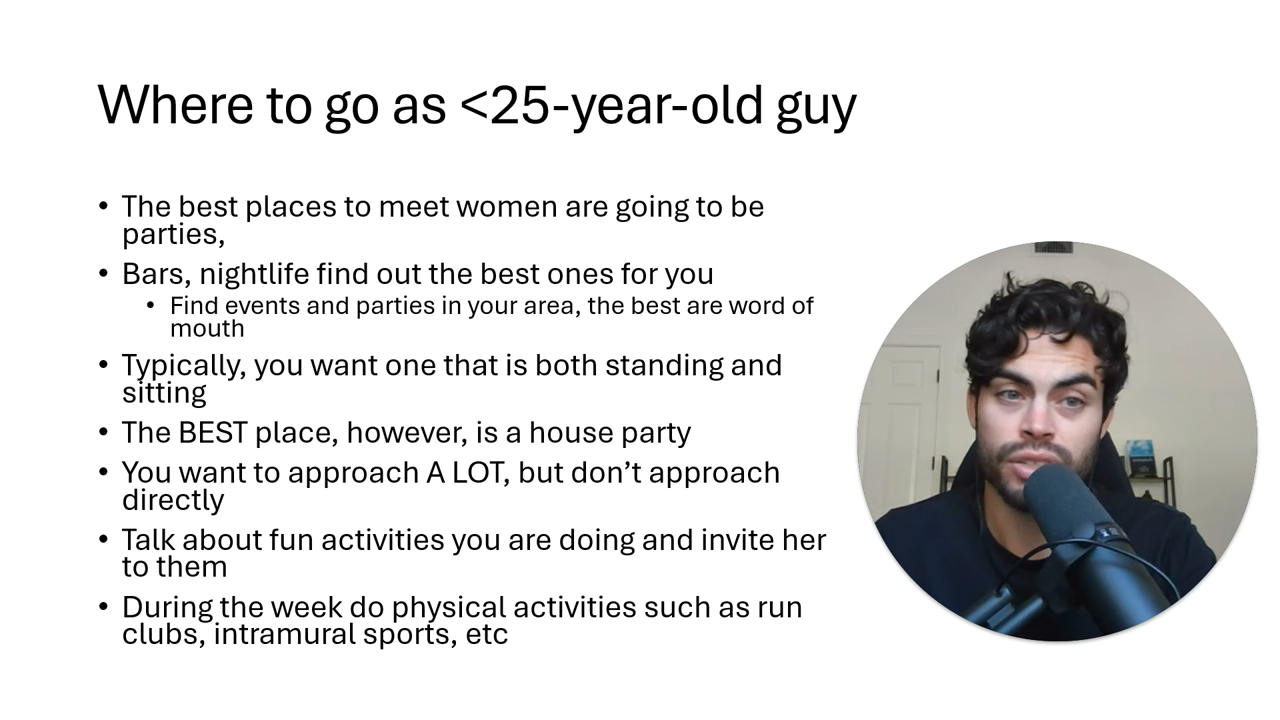 Where to go as <25-year-old guy
• The best places to meet women are going to be
parties,
• Bars, nightlife find out the best ones for you
• Find events and parties in your area, the best are word of
mouth
• Typically, you want one that is both standing and
sitting
• The BEST place, however, is a house party
• You want to approach A LOT, but don’t approach
directly
• Talk about fun activities you are doing and invite her
to them
• During the week do physical activities such as run
clubs, intramural sports, etc